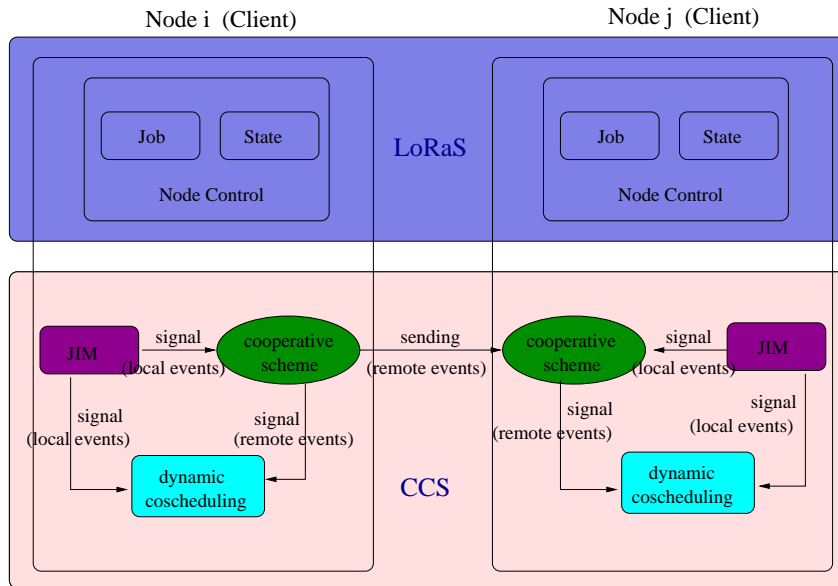 Node i (Client)
Node j (Client)
Job
State
Node Control
LoRaS
Job
State
Node Control
JIM
signal
(local events)
cooperative
scheme
sending
(remote events)
cooperative
scheme
signal
(local events)
JIM
signal
(local events)
signal
(remote events)
dynamic
coscheduling
CCS
signal
(remote events)
signal
(local events)
dynamic
coscheduling